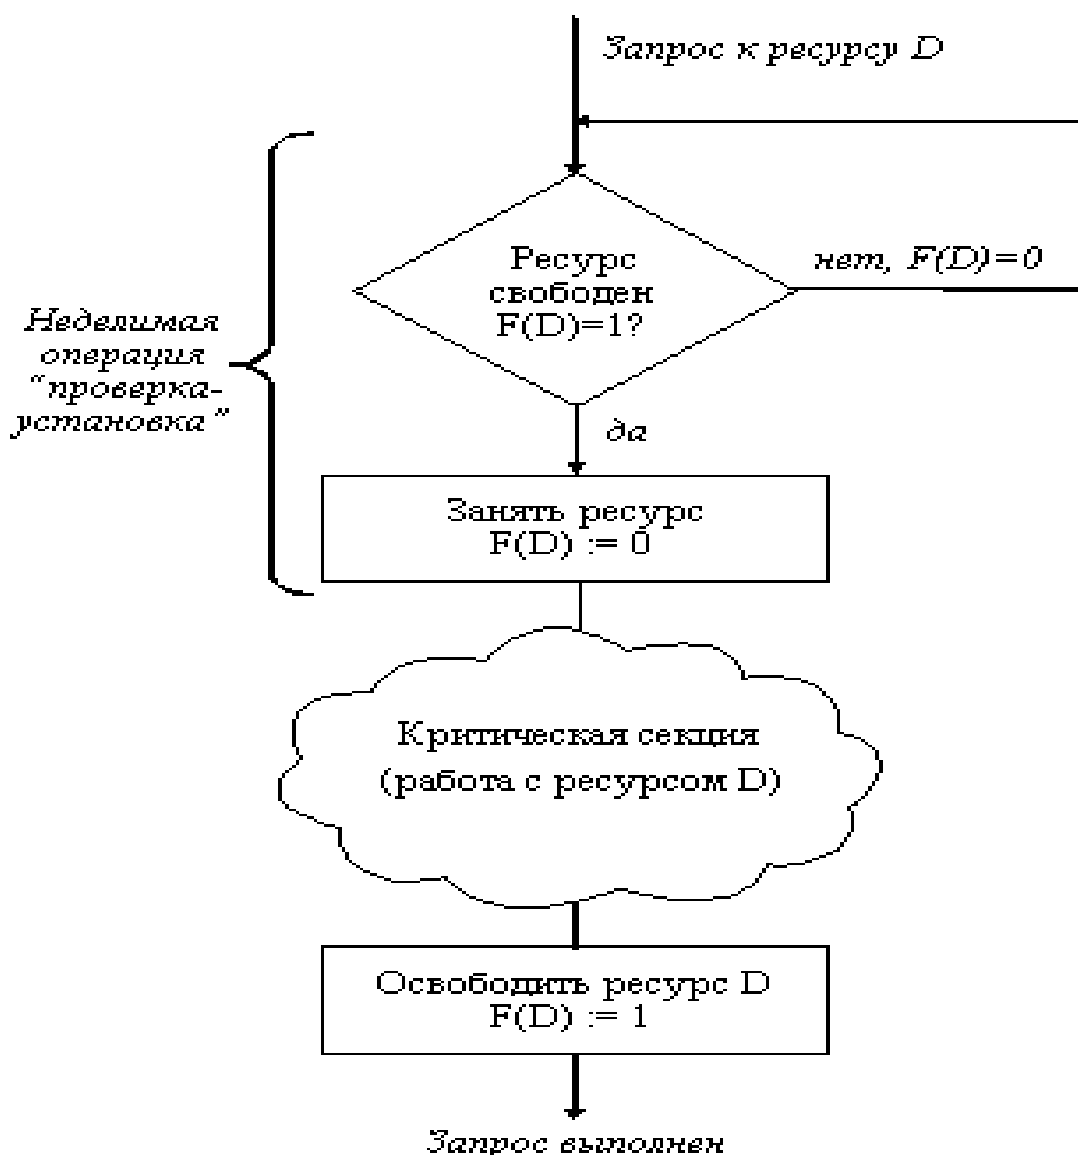 Запрос к ресурсу D
Ресурс
свободен
F(D)=1?
нет, F(D)=0
Неделимая
операция
“проверка-
установка”
да
Занять ресурс
F(D) := 0
Критическая секция
(работа с ресурсом D)
Освободить ресурс D
F(D) := 1
Запрос выполнен